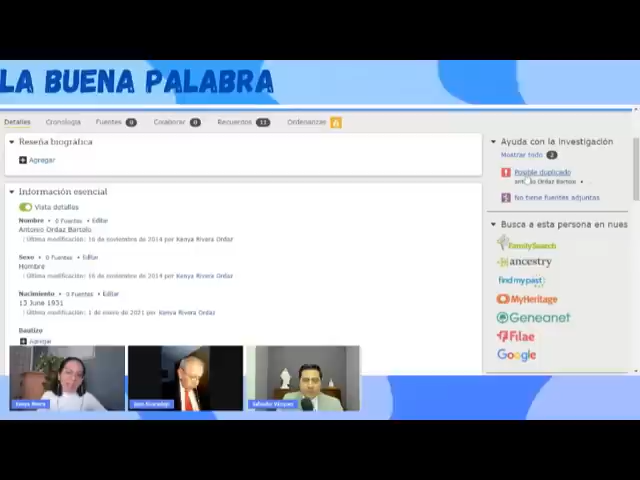 LA BUENA PALABRA
Detalles Cronología Fuentes 0 Colaborar 0 Recuerdos 11 Ordenanzas
Reseña biográfica
Agregar
Información esencial
Vista detalles
Nombre • 0 Fuentes • Editar
Antonio Ordaz Bartolo
Última modificación: 16 de noviembre de 2014 por Kenya Rivera Ordaz
Sexo • 0 Fuentes • Editar
Hombre
Última modificación: 16 de noviembre de 2014 por Kenya Rivera Ordaz
Nacimiento • 0 Fuentes • Editar
13 June 1931
Última modificación: 1 de enero de 2021 por Kenya Rivera Ordaz
Bautizo
Agregar
Ayuda con la investigación
Mostrar todo 2
Posible duplicado
Ordaz Bartolo •
No tiene fuentes adjuntas
Busca a esta persona en nues
FamilySearch
ancestry
findmypast
MyHeritage
Geneanet
Filae
Google
Kenya Rivera
Salvador Vázquez